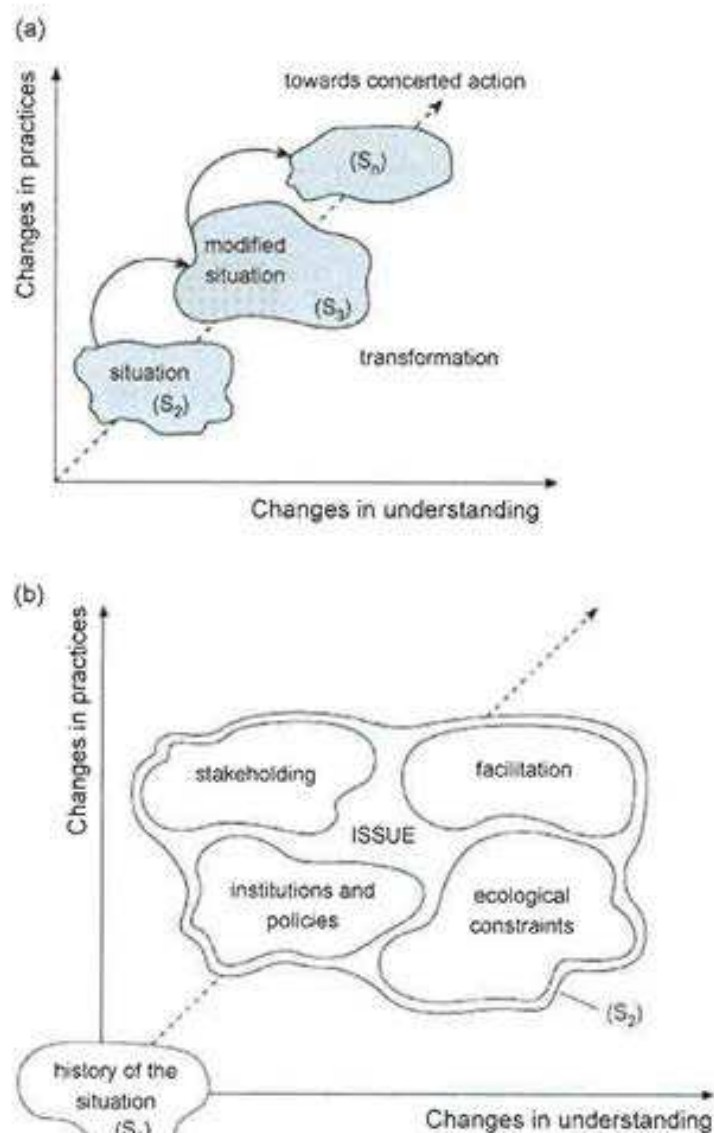 (a)
towards concerted action
Changes in practices
(Sₙ)
modified
situation
(S₃)
transformation
situation
(S₂)
Changes in understanding
(b)
Changes in practices
stakeholding
facilitation
ISSUE
institutions and
policies
ecological
constraints
(S₂)
history of the
situation
Changes in understanding